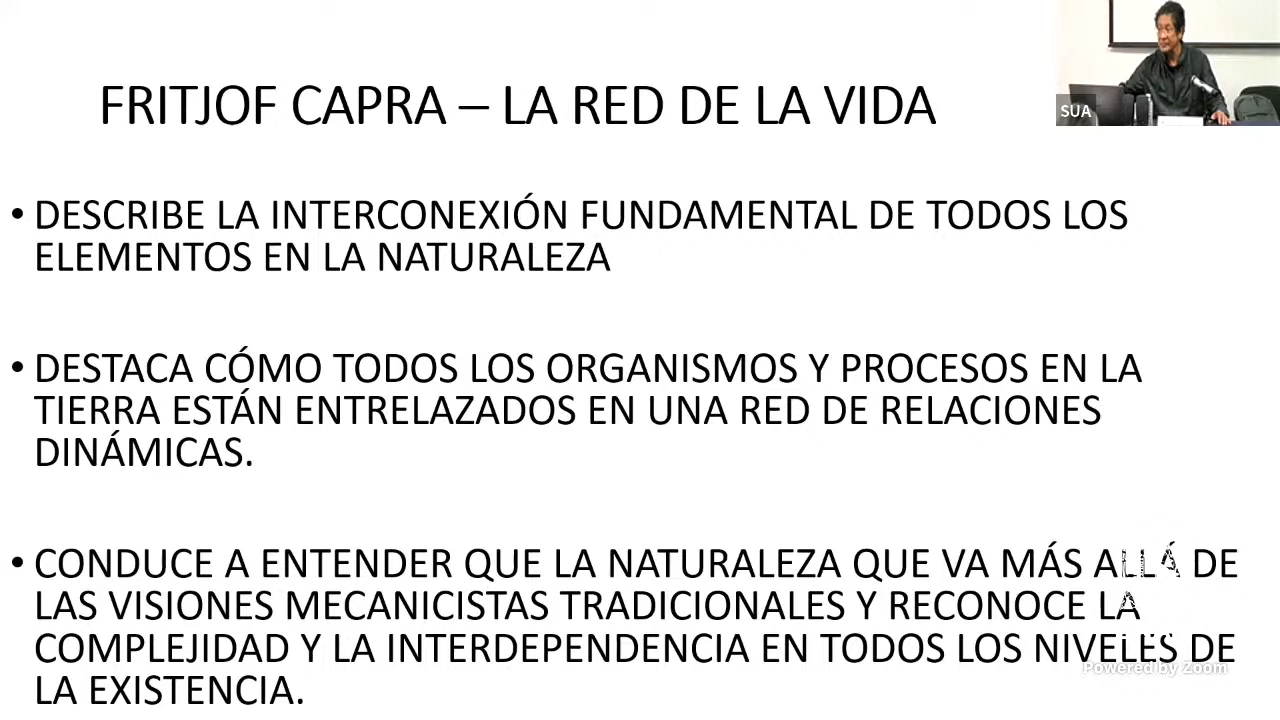 FRITJOF CAPRA – LA RED DE LA VIDA
SUA
• DESCRIBE LA INTERCONEXIÓN FUNDAMENTAL DE TODOS LOS
ELEMENTOS EN LA NATURALEZA
• DESTACA CÓMO TODOS LOS ORGANISMOS Y PROCESOS EN LA
TIERRA ESTÁN ENTRELAZADOS EN UNA RED DE RELACIONES
DINÁMICAS.
• CONDUCE A ENTENDER QUE LA NATURALEZA QUE VA MÁS ALLÁ DE
LAS VISIONES MECANICISTAS TRADICIONALES Y RECONOCE LA
COMPLEJIDAD Y LA INTERDEPENDENCIA EN TODOS LOS NIVELES DE
Powered by Zoom
LA EXISTENCIA.